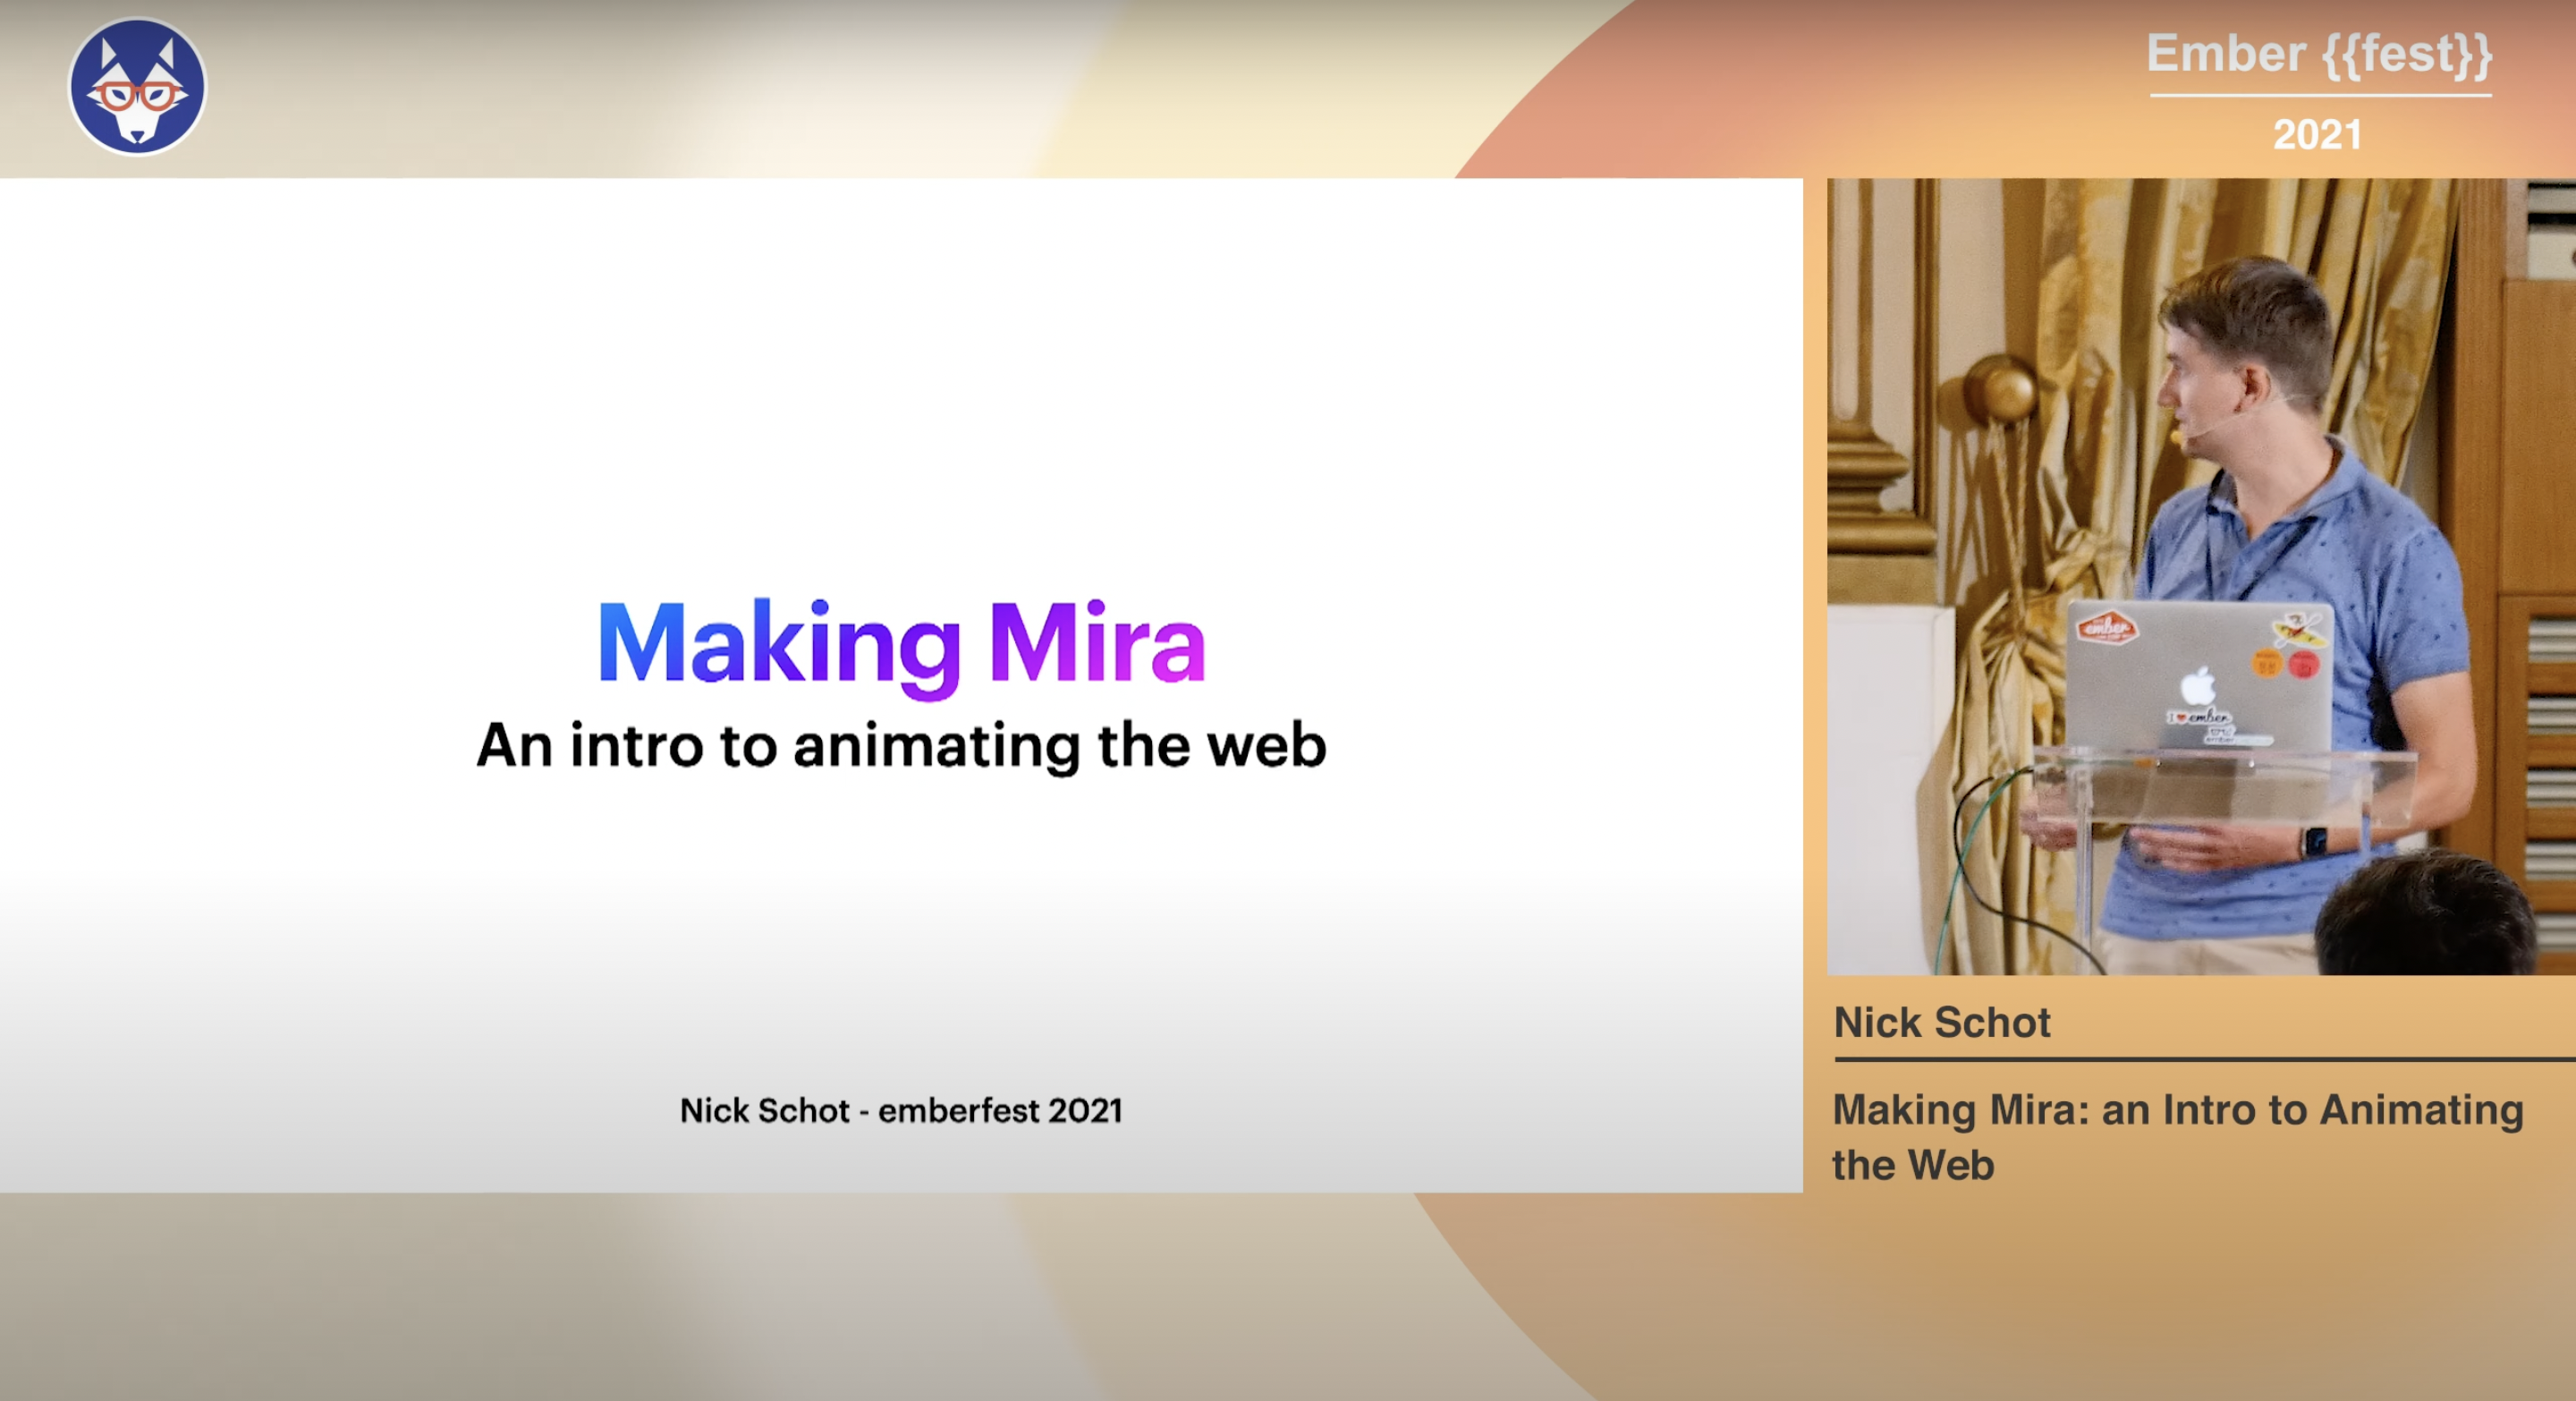 Ember {{fest}}
2021
Making Mira
An intro to animating the web
Nick Schot - emberfest 2021
ember
I ember
ember
Nick Schot
Making Mira: an Intro to Animating
the Web